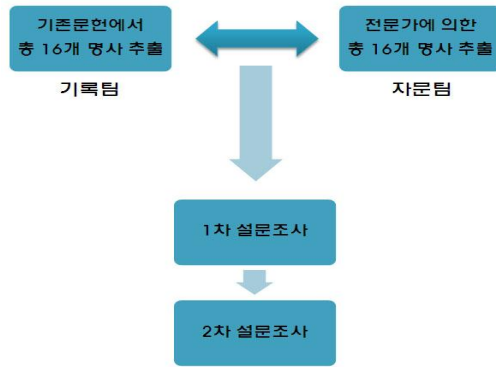 기존문헌에서
총 16개 명사 추출
전문가에 의한
총 16개 명사 추출
기록팀
자문팀
1차 설문조사
2차 설문조사